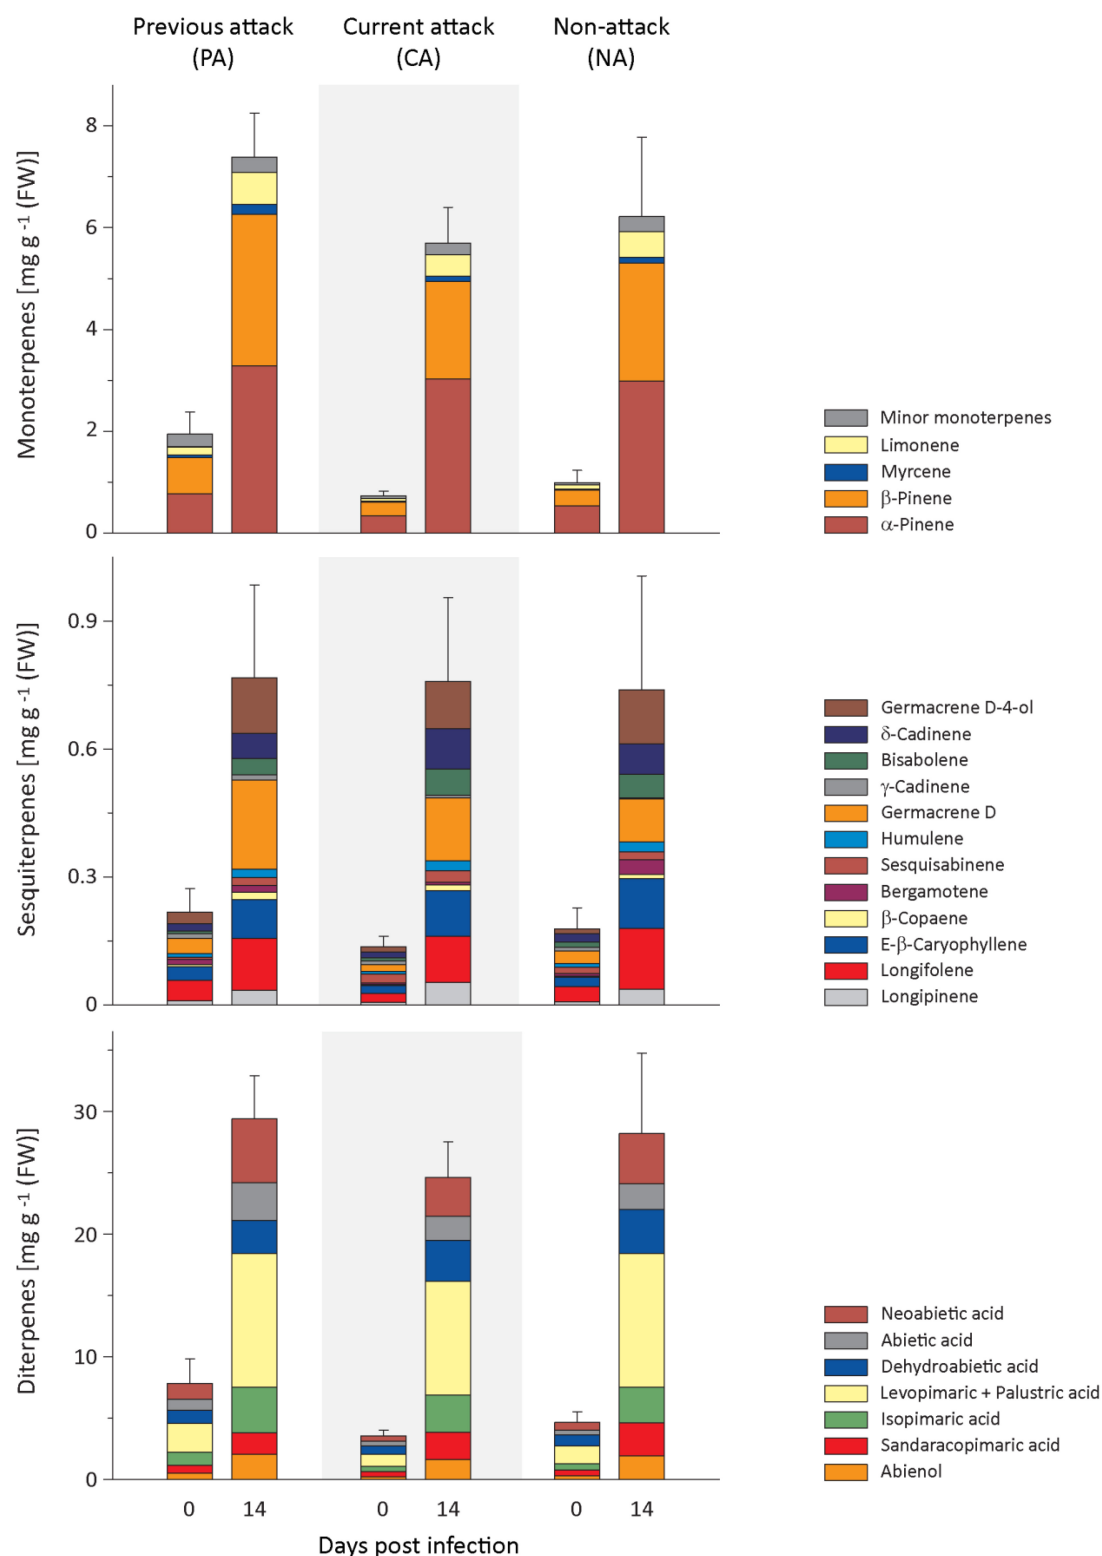 Previous attack
(PA)
Current attack
(CA)
Non-attack
(NA)
Monoterpenes [mg g -1 (FW)]
8
6
4
2
0
Minor monoterpenes
Limonene
Myrcene
β-Pinene
α-Pinene
Sesquiterpenes [mg g -1 (FW)]
0.9
0.6
0.3
0
Germacrene D-4-ol
δ-Cadinene
Bisabolene
γ-Cadinene
Germacrene D
Humulene
Sesquisabinene
Bergamotene
β-Copaene
E-β-Caryophyllene
Longifolene
Longipinene
Diterpenes [mg g -1 (FW)]
30
20
10
0
Neoabietic acid
Abietic acid
Dehydroabietic acid
Levopimaric + Palustric acid
Isopimaric acid
Sandaracopimaric acid
Abienol
0 14 0 14 0 14
Days post infection